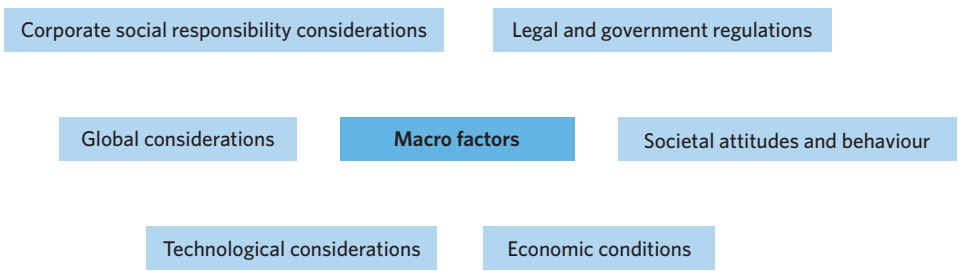 Corporate social responsibility considerations
Legal and government regulations
Global considerations
Macro factors
Societal attitudes and behaviour
Technological considerations
Economic conditions